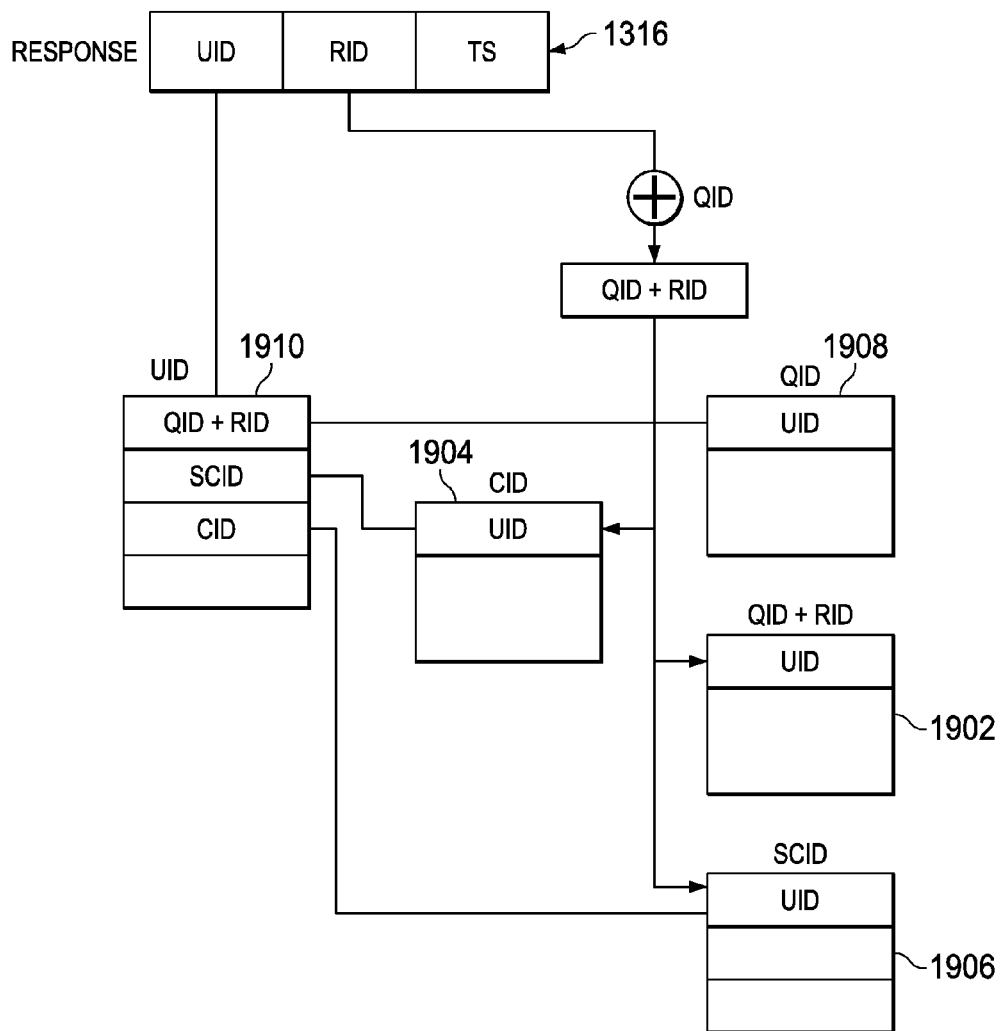 RESPONSE UID RID TS 1316
QID
QID + RID
1910
1908
UID
QID
QID + RID
UID
1904
SCID
CID
CID
UID
QID + RID
UID
1902
SCID
UID
1906